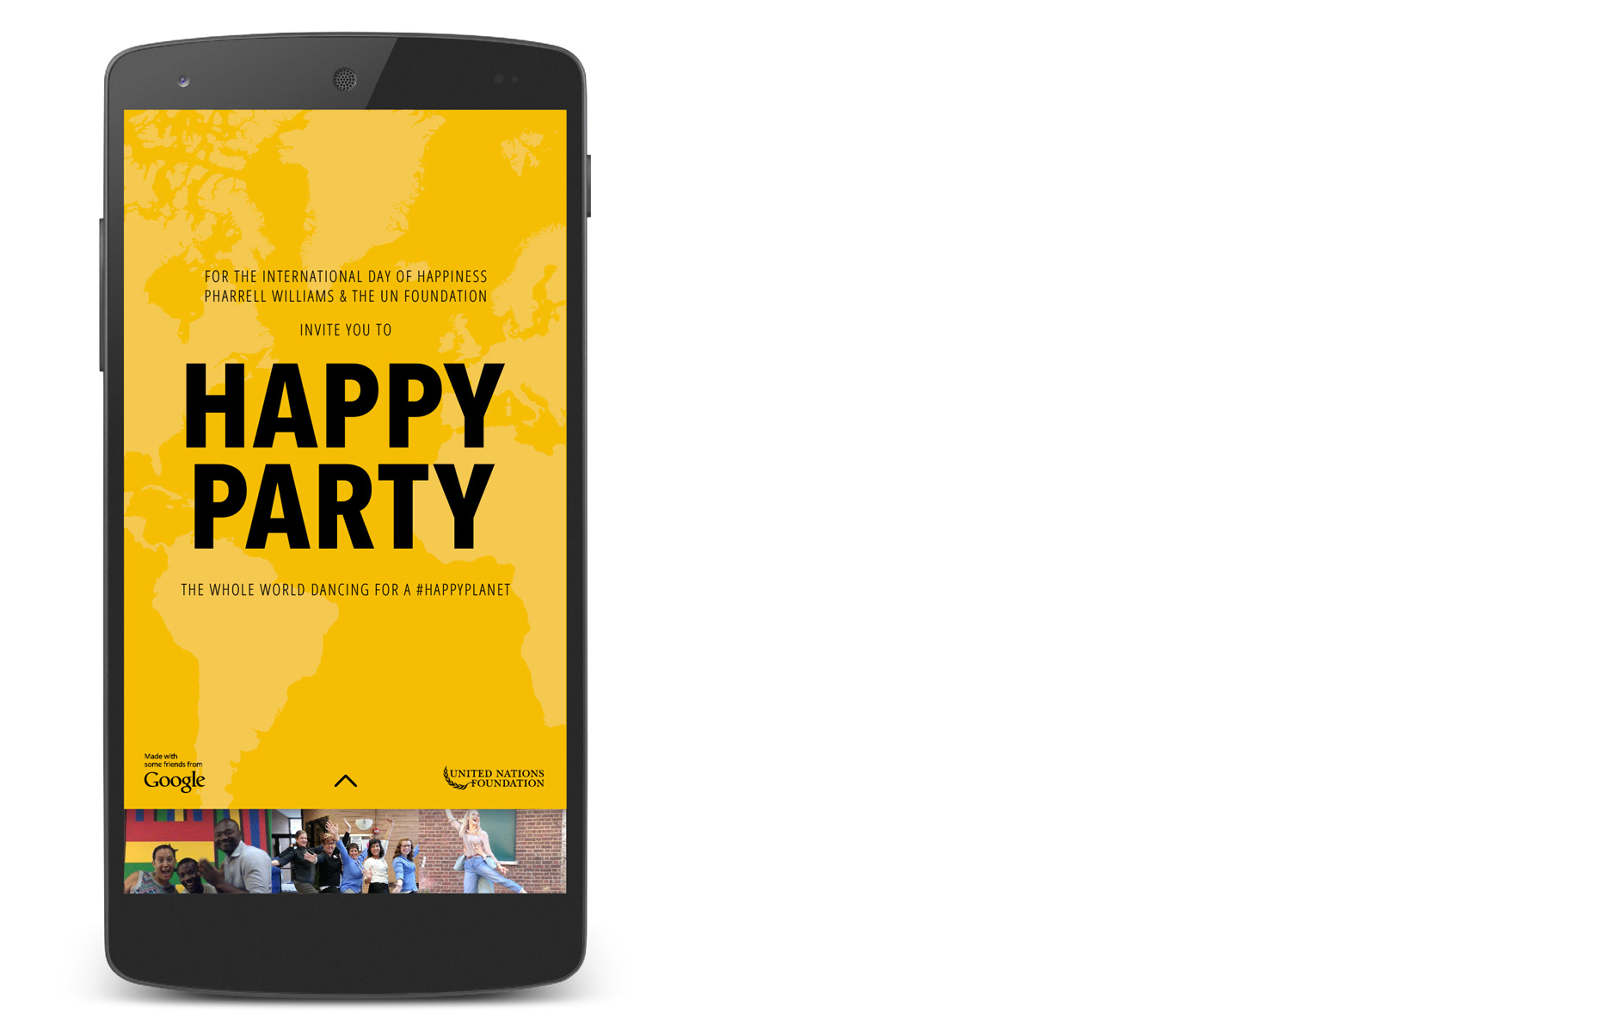 FOR THE INTERNATIONAL DAY OF HAPPINESS
PHARRELL WILLIAMS & THE UN FOUNDATION
INVITE YOU TO
HAPPY
PARTY
THE WHOLE WORLD DANCING FOR A #HAPPYPLANET
Made with
some friends from
Google
UNITED NATIONS
FOUNDATION